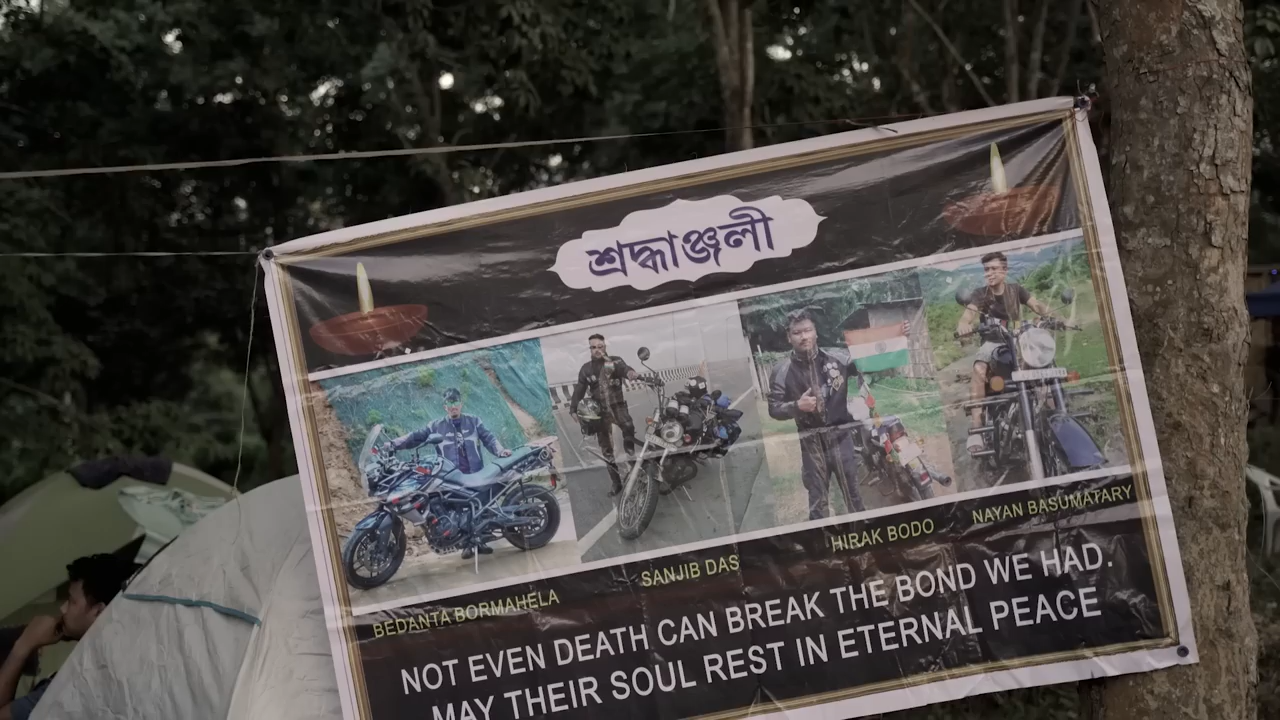 শ্রদ্ধাঞ্জলী
BEDANTA BORMAHELA
SANJIB DAS
HIRAK BODO
NAYAN BASUMATARY
NOT EVEN DEATH CAN BREAK THE BOND WE HAD.
MAY THEIR SOUL REST IN ETERNAL PEACE